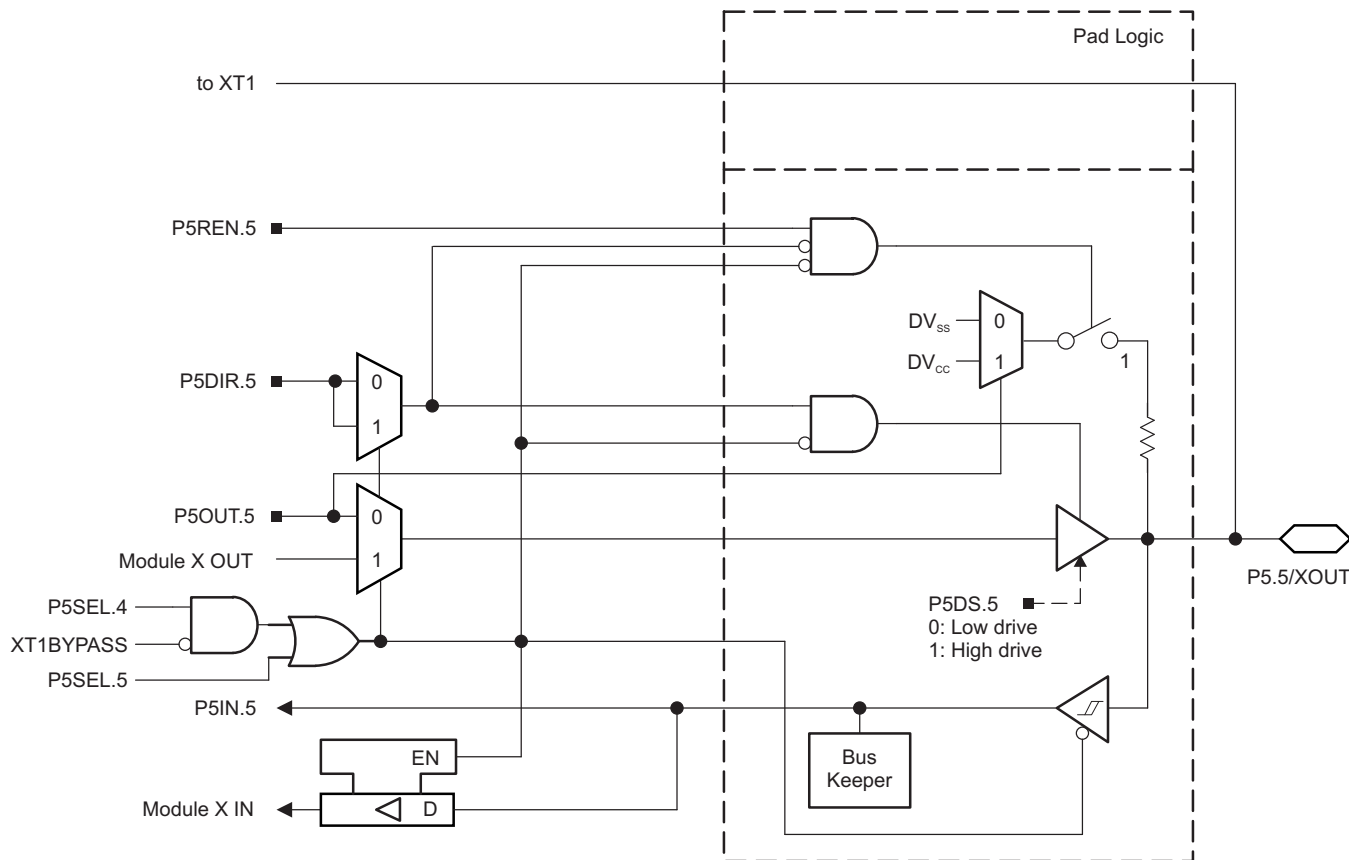 Pad Logic
to XT1
P5REN.5
DVSS
0
DVCC
1
1
P5DIR.5
0
1
P5OUT.5
0
Module X OUT
1
P5.5/XOUT
P5SEL.4
P5DS.5
0: Low drive
1: High drive
XT1BYPASS
P5SEL.5
P5IN.5
EN
Bus
Keeper
Module X IN
D